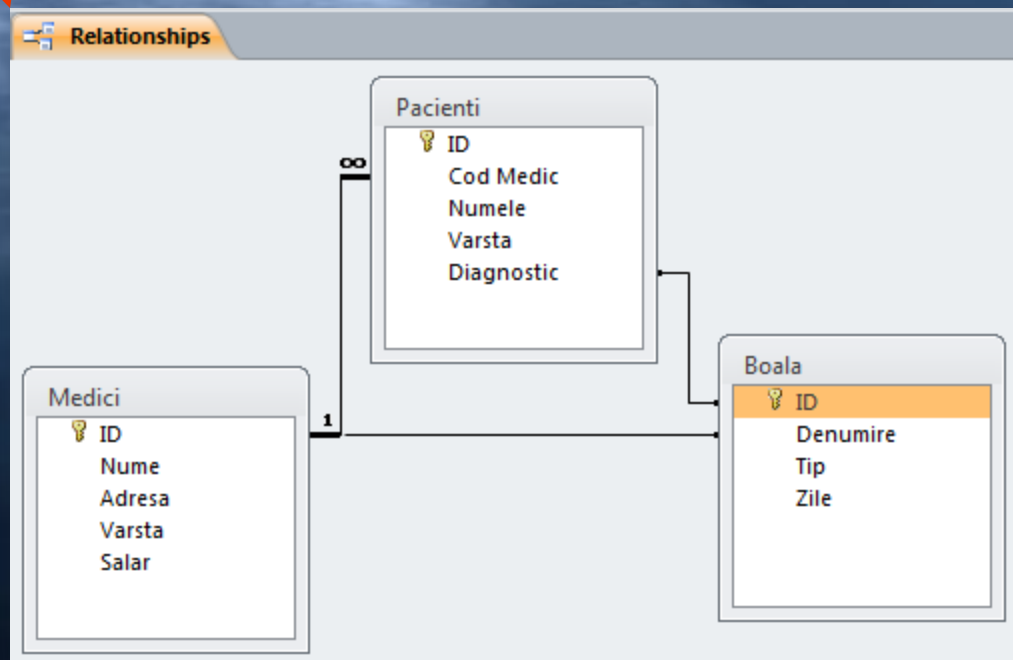 Relationships
Pacienti
ID
Cod Medic
Numele
Varsta
Diagnostic
∞
1
Medici
ID
Nume
Adresa
Varsta
Salar
Boala
ID
Denumire
Tip
Zile